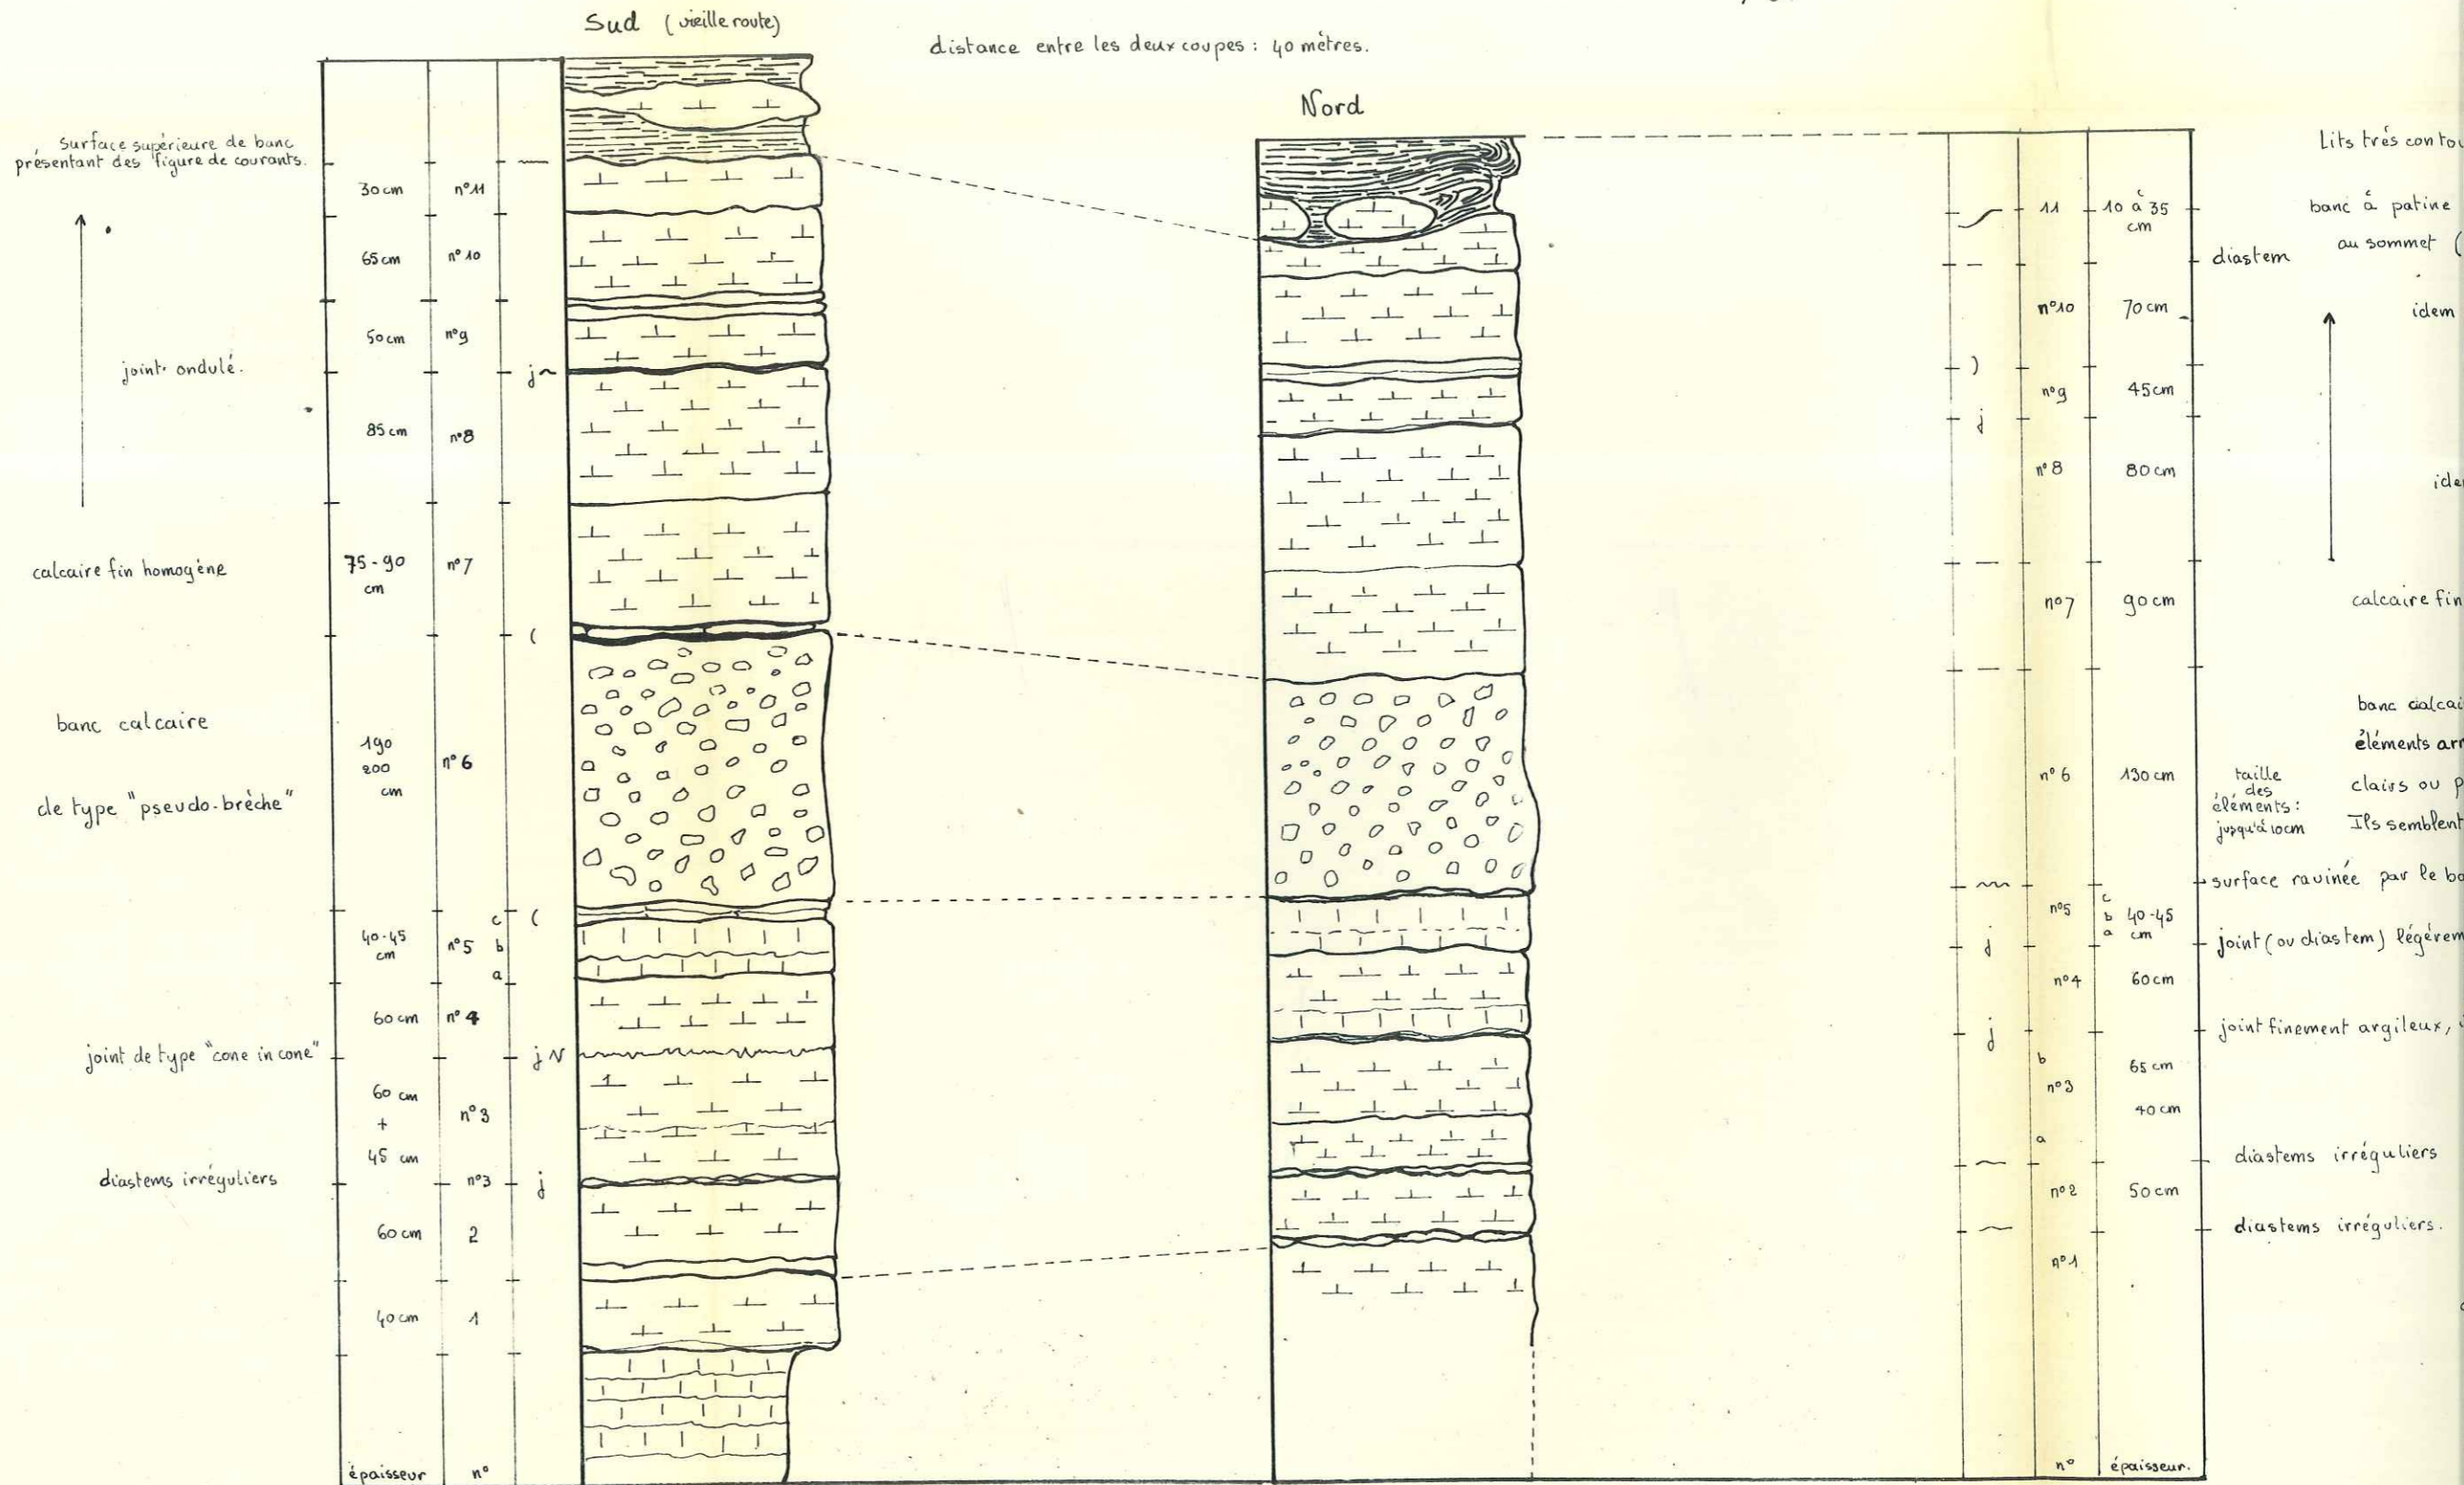 Sud (vieille route)
distance entre les deux coupes : 40 mètres.
Nord
surface supérieure de banc
présentant des figure de courants.
30 cm n°11
65 cm n°10
50 cm n°9
joint ondulé. j~
85 cm n°8
calcaire fin homogène
75-90 n°7
cm
(
banc calcaire
de type "pseudo-brèche"
190
200 n°6
cm
c (
40-45 n°5 b
cm
a
60 cm n°4
joint de type "cone in cone" j N
60 cm
+ n°3
45 cm
diastems irréguliers n°3 j
60 cm 2
40 cm 1
épaisseur n°
Lits très contou
11 10 à 35
cm
banc à patine
au sommet (
diastem
n°10 70 cm idem
)
n°9 45 cm
j
n°8 80 cm ide
n°7 90 cm calcaire fin
banc calcai
éléments arr
n°6 130 cm
taille
des
éléments :
jusqu'à 10cm
clairs ou p
Ils semblent
surface ravinée par le ba
c
n°5 b 40-45
a cm
j joint (ou diastem) légérem
n°4 60 cm
j joint finement argileux,
b
65 cm
n°3
40 cm
a
diastems irréguliers
n°2 50 cm
diastems irréguliers.
n°1
n° épaisseur.